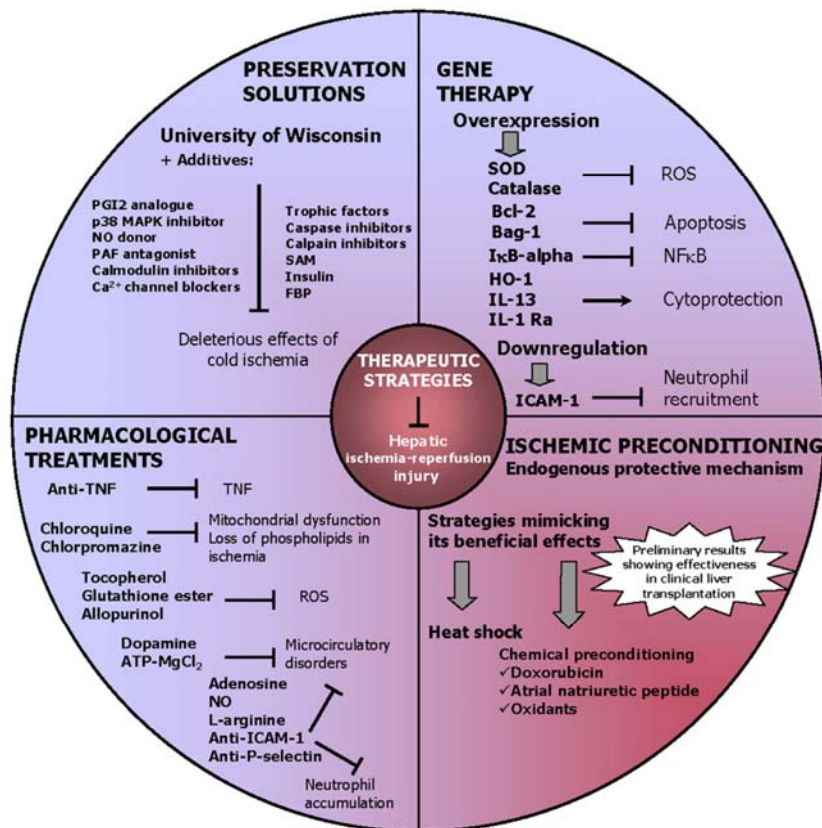 PRESERVATION
SOLUTIONS
University of Wisconsin
+ Additives:
PGI2 analogue
p38 MAPK inhibitor
NO donor
PAF antagonist
Calmodulin inhibitors
Ca²⁺ channel blockers
Trophic factors
Caspase inhibitors
Calpain inhibitors
SAM
Insulin
FBP
Deleterious effects of
cold ischemia
GENE
THERAPY
Overexpression
SOD
Catalase
ROS
Bcl-2
Bag-1
Apoptosis
IκB-alpha
NFκB
HO-1
IL-13
IL-1 Ra
Cytoprotection
Downregulation
ICAM-1
Neutrophil
recruitment
THERAPEUTIC
STRATEGIES
Hepatic
ischemia-reperfusion
injury
PHARMACOLOGICAL
TREATMENTS
Anti-TNF
TNF
Chloroquine
Chlorpromazine
Mitochondrial dysfunction
Loss of phospholipids in
ischemia
Tocopherol
Glutathione ester
Allopurinol
ROS
Dopamine
ATP-MgCl₂
Microcirculatory
disorders
Adenosine
NO
L-arginine
Anti-ICAM-1
Anti-P-selectin
Neutrophil
accumulation
ISCHEMIC PRECONDITIONING
Endogenous protective mechanism
Strategies mimicking
its beneficial effects
Preliminary results
showing effectiveness
in clinical liver
transplantation
Heat shock
Chemical preconditioning
✓Doxorubicin
✓Atrial natriuretic peptide
✓Oxidants